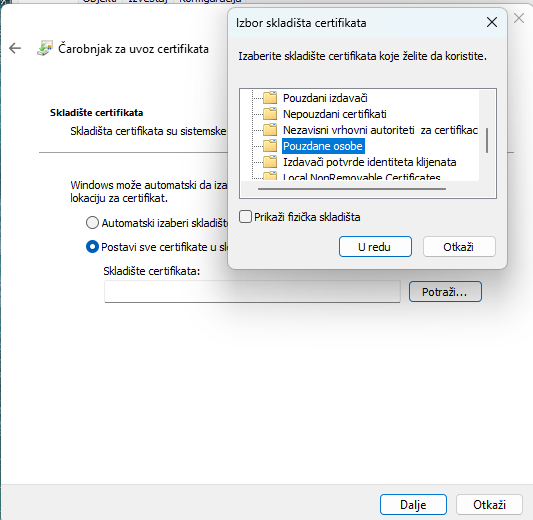 Izvještaj
Konfiguracija
Čarobnjak za uvoz certifikata
Skladište certifikata
Skladišta certifikata su sistemske
Windows može automatski da iza
lokaciju za certifikat.
Automatski izaberi skladište
Postavi sve certifikate u sk
Skladište certifikata:
Potraži...
Dalje
Otkaži
Izbor skladišta certifikata
Izaberite skladište certifikata koje želite da koristite.
Pouzdani izdavači
Nepouzdani certifikati
Nezavisni vrhovni autoriteti za certifikac
Pouzdane osobe
Izdavači potvrde identiteta klijenata
Local NonRemovable Certificates
Prikaži fizička skladišta
U redu
Otkaži